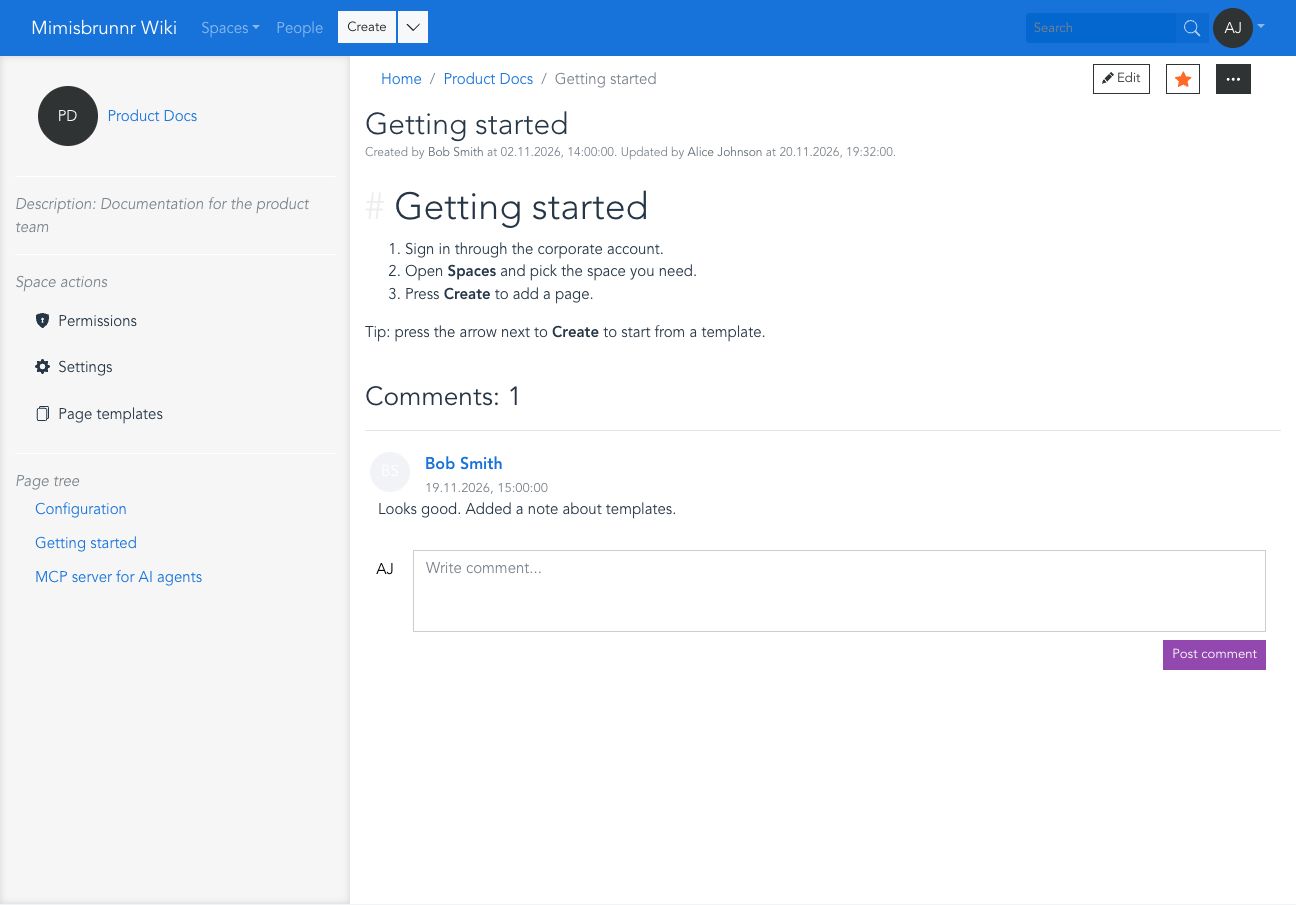 Mimisbrunnr Wiki
Spaces
People
Create
Search
AJ
PD
Product Docs
Description: Documentation for the product
team
Space actions
Permissions
Settings
Page templates
Page tree
Configuration
Getting started
MCP server for AI agents
Home / Product Docs / Getting started
Edit
Getting started
Created by Bob Smith at 02.11.2026, 14:00:00. Updated by Alice Johnson at 20.11.2026, 19:32:00.
# Getting started
1. Sign in through the corporate account.
2. Open Spaces and pick the space you need.
3. Press Create to add a page.
Tip: press the arrow next to Create to start from a template.
Comments: 1
BS
Bob Smith
19.11.2026, 15:00:00
Looks good. Added a note about templates.
AJ
Write comment...
Post comment